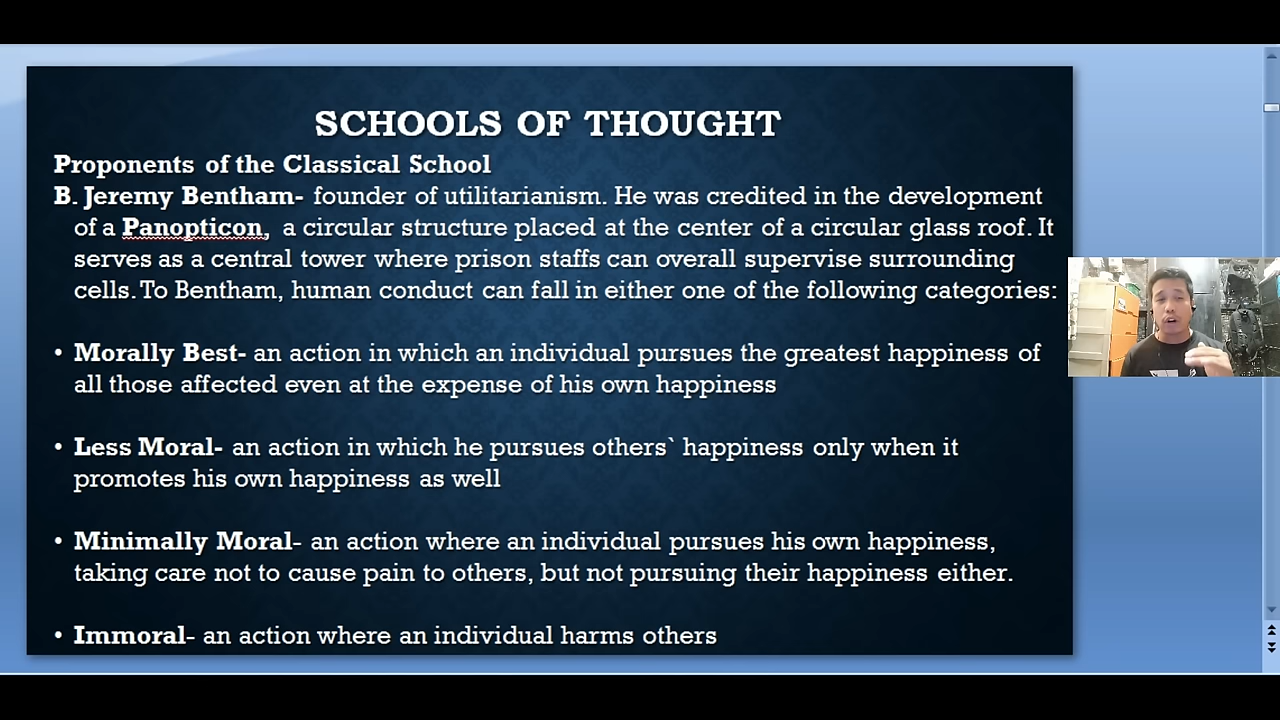 SCHOOLS OF THOUGHT
Proponents of the Classical School
B. Jeremy Bentham- founder of utilitarianism. He was credited in the development
of a Panopticon, a circular structure placed at the center of a circular glass roof. It
serves as a central tower where prison staffs can overall supervise surrounding
cells. To Bentham, human conduct can fall in either one of the following categories:
• Morally Best- an action in which an individual pursues the greatest happiness of
all those affected even at the expense of his own happiness
• Less Moral- an action in which he pursues others` happiness only when it
promotes his own happiness as well
• Minimally Moral- an action where an individual pursues his own happiness,
taking care not to cause pain to others, but not pursuing their happiness either.
• Immoral- an action where an individual harms others